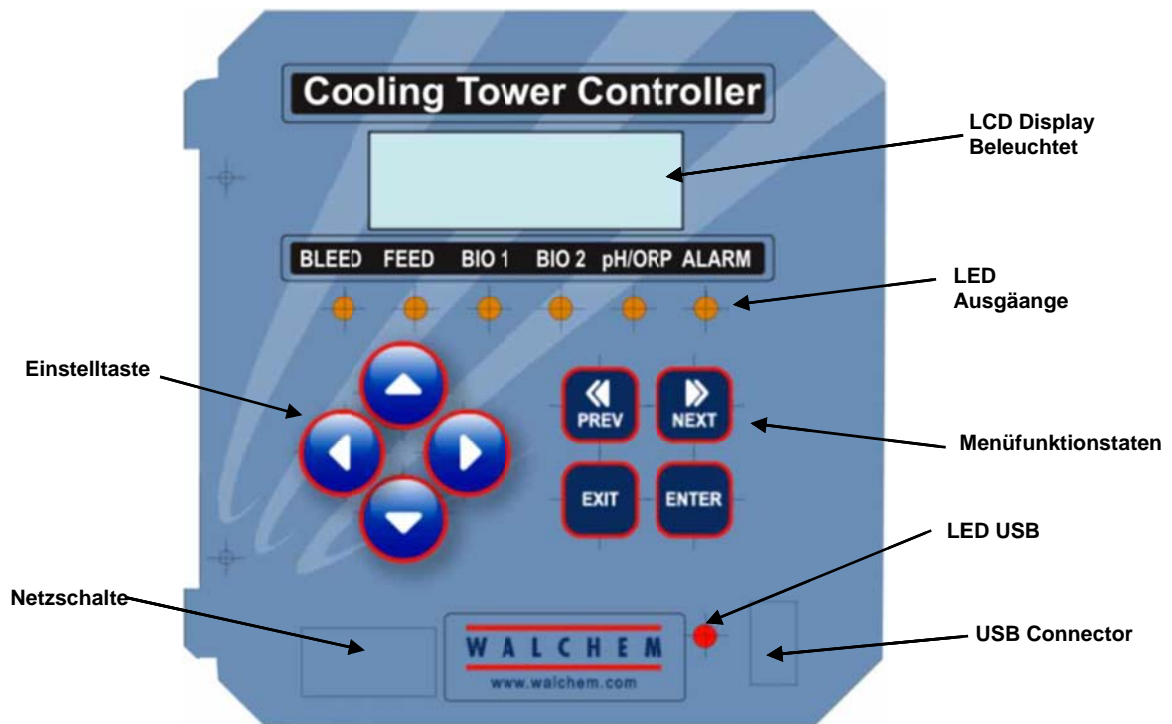 Cooling Tower Controller
LCD Display
Beleuchtet
BLEED FEED BIO 1 BIO 2 pH/ORP ALARM
LED
Ausgäange
Einstelltaste
PREV
NEXT
Menüfunktionstaten
EXIT
ENTER
LED USB
Netzschalte
WALCHEM
www.walchem.com
USB Connector